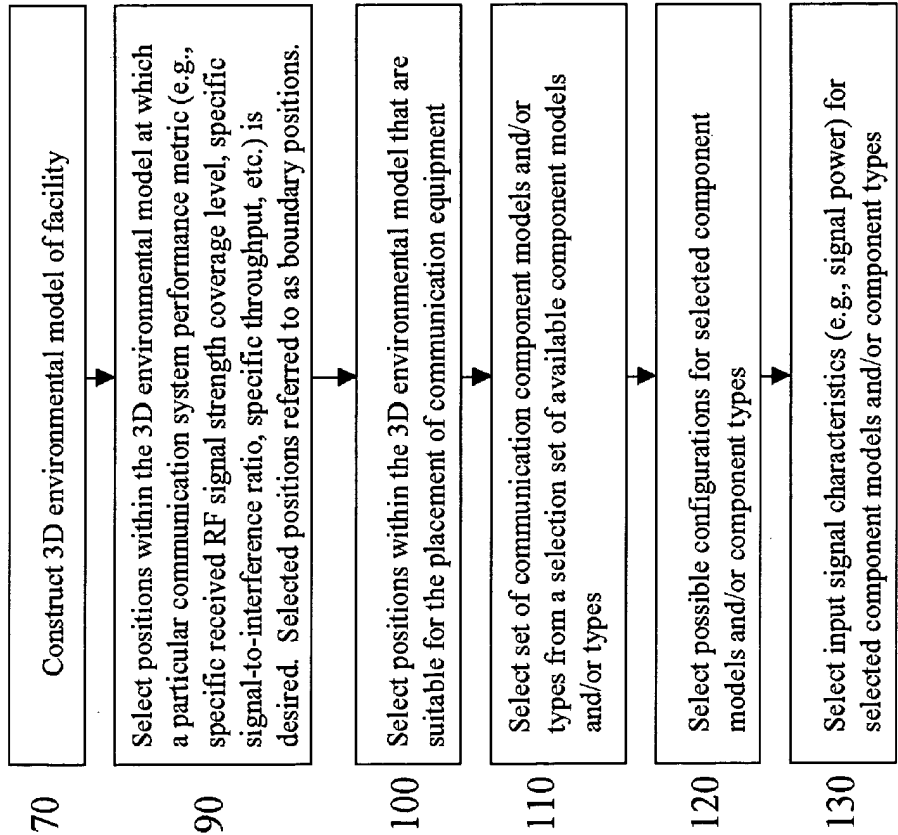 70
Construct 3D environmental model of facility
90
Select positions within the 3D environment model at which
a particular communication system performance metric (e.g.,
specific received RF signal strength coverage level, specific
signal-to-interference ratio, specific throughput, etc.) is
desired. Selected positions referred to as boundary positions.
100
Select positions within the 3D environmental model that are
suitable for the placement of communication equipment
110
Select set of communication component models and/or
types from a selection set of available component models
and/or types
120
Select possible configurations for selected component
models and/or component types
130
Select input signal characteristics (e.g., signal power) for
selected component models and/or component types